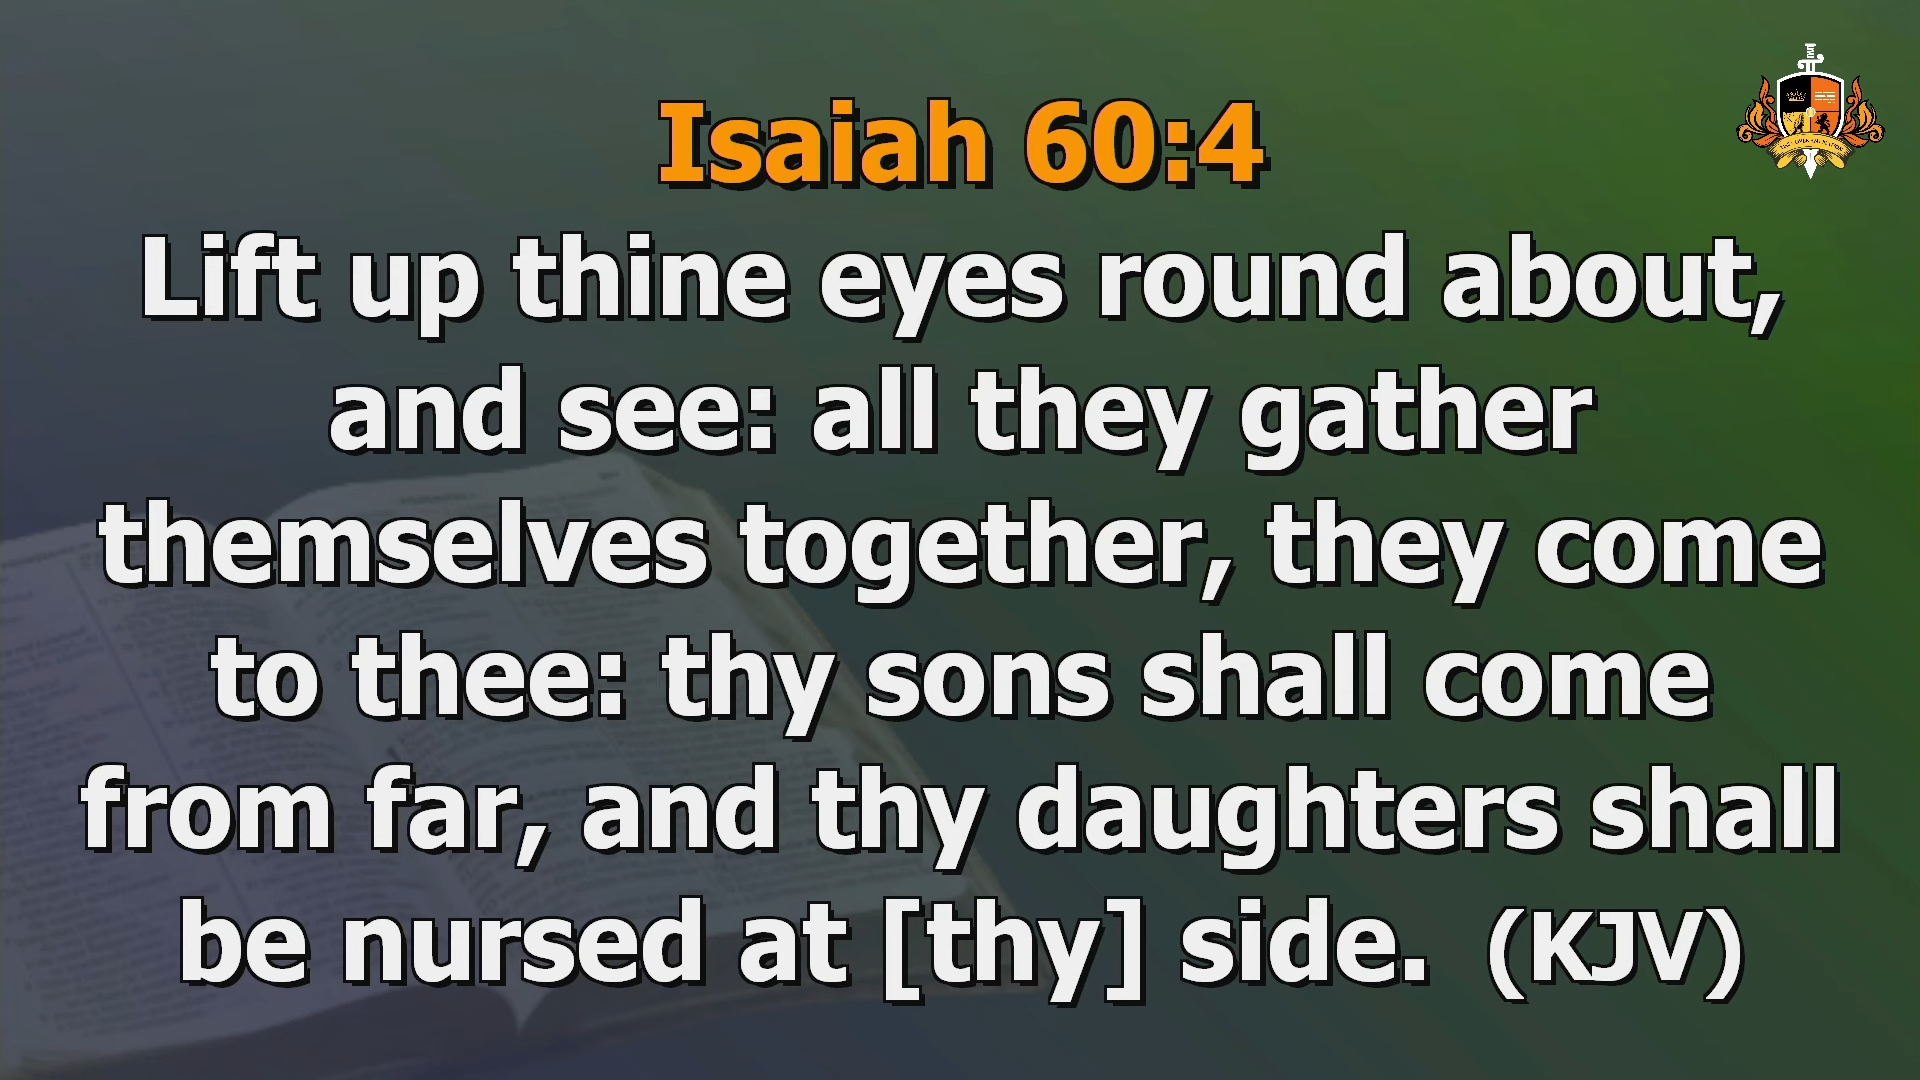 Isaiah 60:4
Lift up thine eyes round about,
and see: all they gather
themselves together, they come
to thee: thy sons shall come
from far, and thy daughters shall
be nursed at [thy] side.  (KJV)